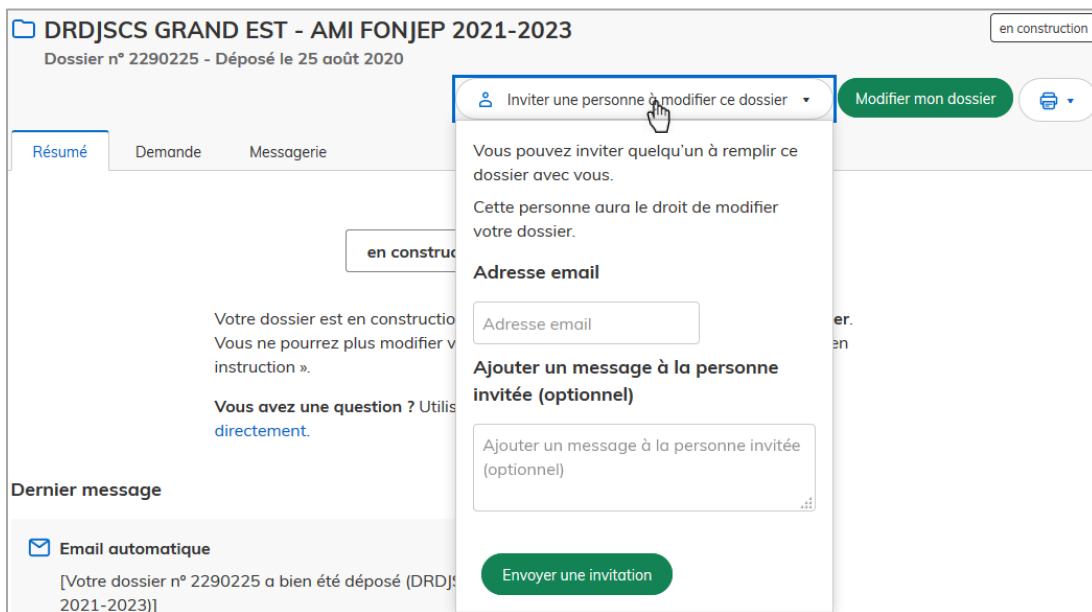 DRDJSCS GRAND EST - AMI FONJEP 2021-2023
en construction
Dossier nº 2290225 - Déposé le 25 août 2020
Inviter une personne à modifier ce dossier
Modifier mon dossier
Résumé
Demande
Messagerie
Vous pouvez inviter quelqu’un à remplir ce
dossier avec vous.
Cette personne aura le droit de modifier
votre dossier.
Adresse email
Adresse email
Ajouter un message à la personne
invitée (optionnel)
Ajouter un message à la personne invitée
(optionnel)
Envoyer une invitation
en construc
Votre dossier est en constructio
er.
Vous ne pourrez plus modifier v
en
instruction ».
Vous avez une question ? Utilis
directement.
Dernier message
Email automatique
[Votre dossier nº 2290225 a bien été déposé (DRDJS
2021-2023)]